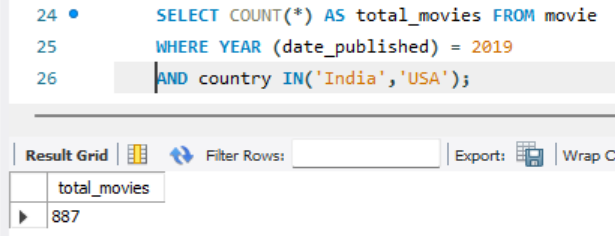 24 SELECT COUNT(*) AS total_movies FROM movie
25 WHERE YEAR (date_published) = 2019
26 AND country IN('India','USA');
Result Grid Filter Rows: Export: Wrap C
total_movies
887